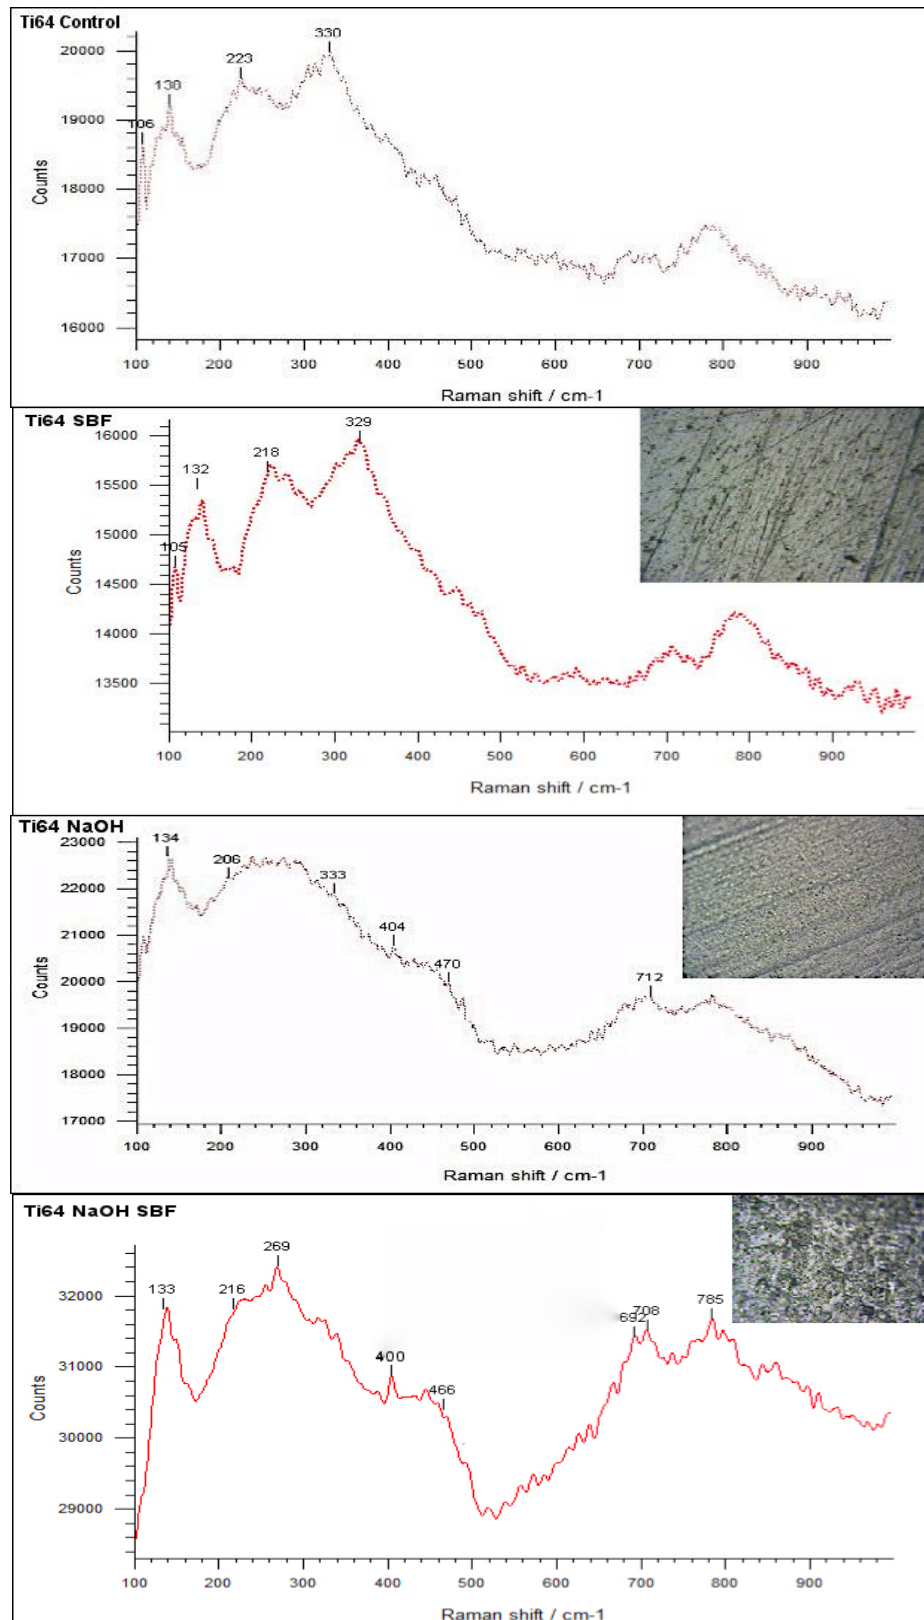 Ti64 Control
330
20000
223
130
19000
106
Counts
18000
17000
16000
100 200 300 400 500 600 700 800 900
Raman shift / cm-1
Ti64 SBF
329
16000
218
132
15500
15000
105
Counts
14500
14000
13500
100 200 300 400 500 600 700 800 900
Raman shift / cm-1
Ti64 NaOH
134
23000
206
333
22000
404
21000
470
712
Counts
20000
19000
18000
17000
100 200 300 400 500 600 700 800 900
Raman shift / cm-1
Ti64 NaOH SBF
269
133 216 785
32000
692 708
400
31000
466
Counts
30000
29000
100 200 300 400 500 600 700 800 900
Raman shift / cm-1